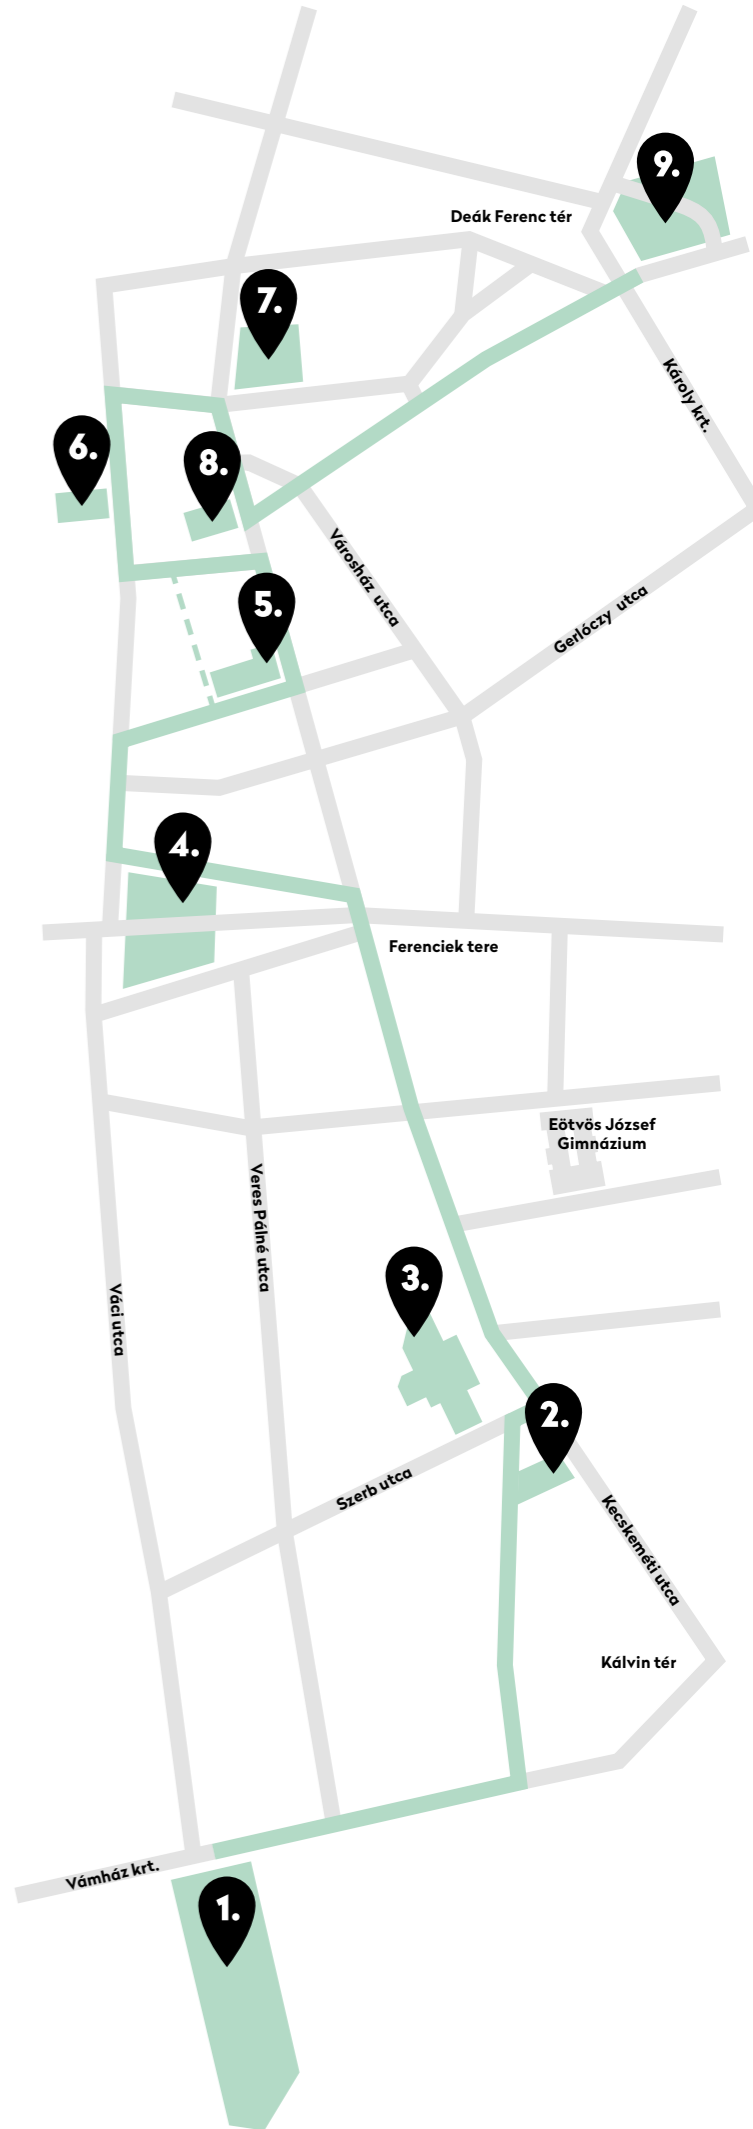 9.
Deák Ferenc tér
7.
Károly krt.
6.
8.
Városház utca
5.
Gerlóczy utca
4.
Ferenciek tere
Eötvös József
Gimnázium
Veres Pálné utca
3.
Váci utca
2.
Szerb utca
Kecskeméti utca
Kálvin tér
Vámház krt.
1.